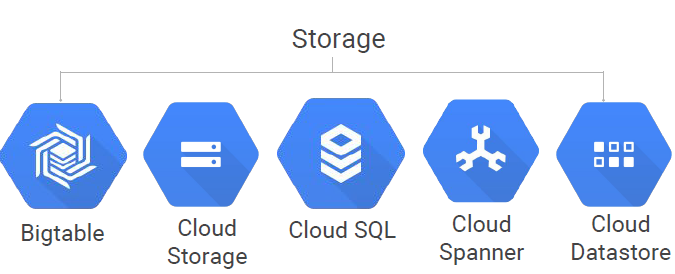 Storage
Bigtable
Cloud
Storage
Cloud SQL
Cloud
Spanner
Cloud
Datastore